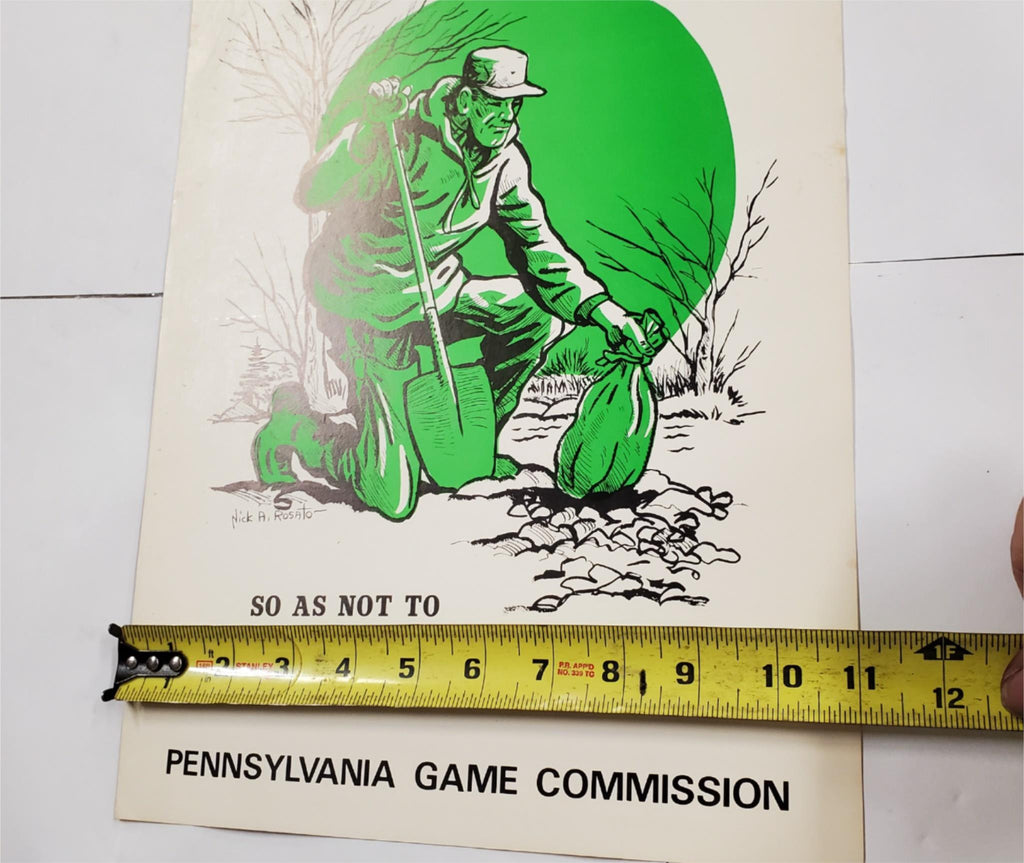 Nick A. Rosato
SO AS NOT TO
1 2 STANLEY 3 4 5 6 7 P.R. APP'D NO. 339 TO 8 9 10 11 1F 12
PENNSYLVANIA GAME COMMISSION